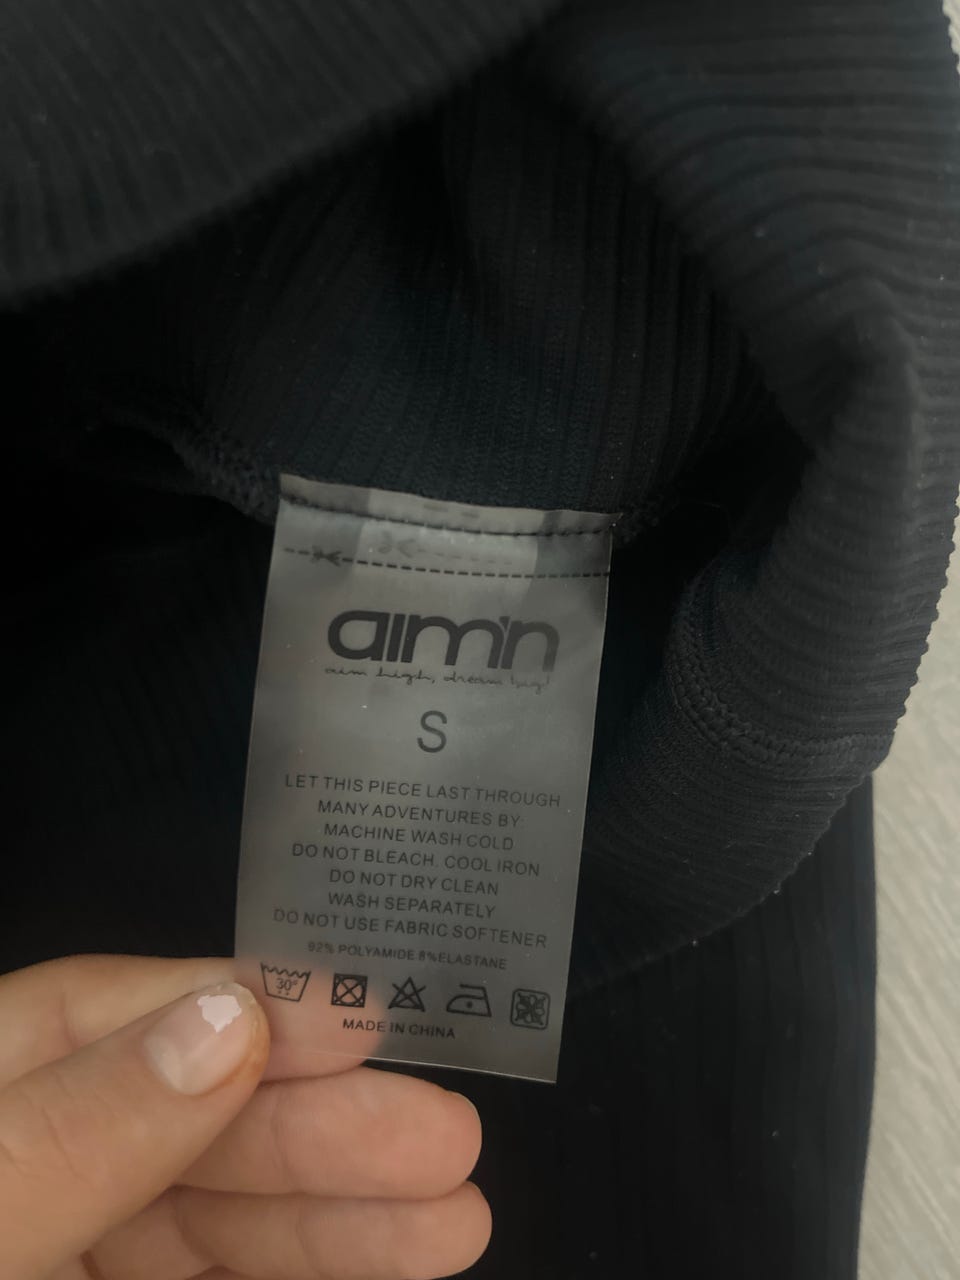 aim'n
aim high, dream big!
S
LET THIS PIECE LAST THROUGH
MANY ADVENTURES BY:
MACHINE WASH COLD
DO NOT BLEACH. COOL IRON
DO NOT DRY CLEAN
WASH SEPARATELY
DO NOT USE FABRIC SOFTENER
92% POLYAMIDE 8%ELASTANE
30°
MADE IN CHINA